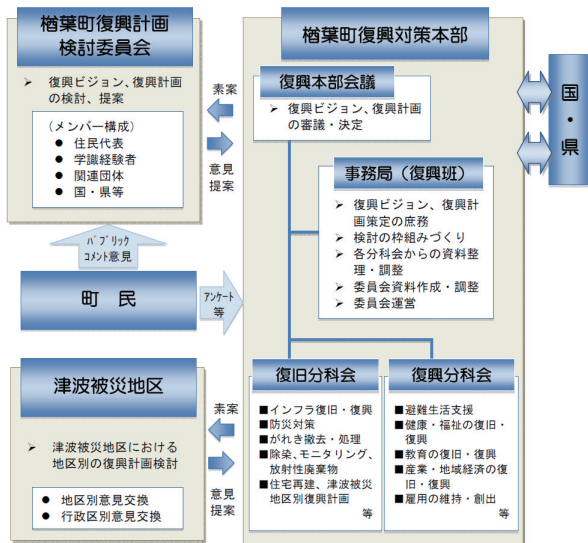 楢葉町復興計画
検討委員会
➢ 復興ビジョン、復興計画
の検討、提案
(メンバー構成)
● 住民代表
● 学識経験者
● 関連団体
● 国・県等
素案
意見
提案
楢葉町復興対策本部
復興本部会議
➢ 復興ビジョン、復興計画
の審議・決定
国・県
事務局(復興班)
➢ 復興ビジョン、復興計
画策定の庶務
➢ 検討の枠組みづくり
➢ 各分科会からの資料整
理・調整
➢ 委員会資料作成・調整
➢ 委員会運営
パブリック
コメント意見
町 民
アンケート
等
津波被災地区
➢ 津波被災地区における
地区別の復興計画検討
● 地区別意見交換
● 行政区別意見交換
素案
意見
提案
復旧分科会
■インフラ復旧・復興
■防災対策
■がれき撤去・処理
■除染、モニタリング、
放射性廃棄物
■住宅再建、津波被災
地区別復興計画
等
復興分科会
■避難生活支援
■健康・福祉の復旧・
復興
■教育の復旧・復興
■産業・地域経済の復
旧・復興
■雇用の維持・創出
等